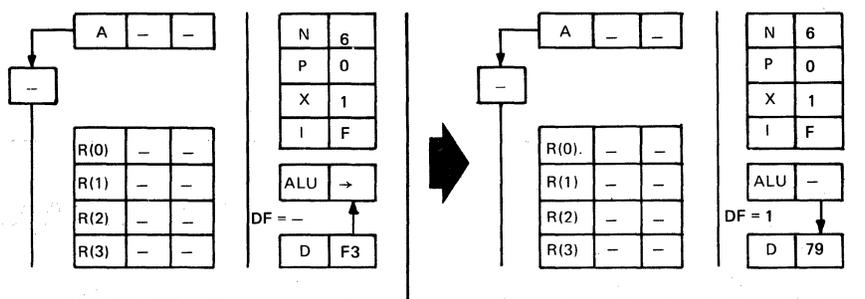 A — —
N 6
P 0
X 1
I F
—
R(0) — —
R(1) — —
R(2) — —
R(3) — —
ALU →
DF = —
D F3
A — —
N 6
P 0
X 1
I F
—
R(0). — —
R(1) — —
R(2) — —
R(3) — —
ALU —
DF = 1
D 79